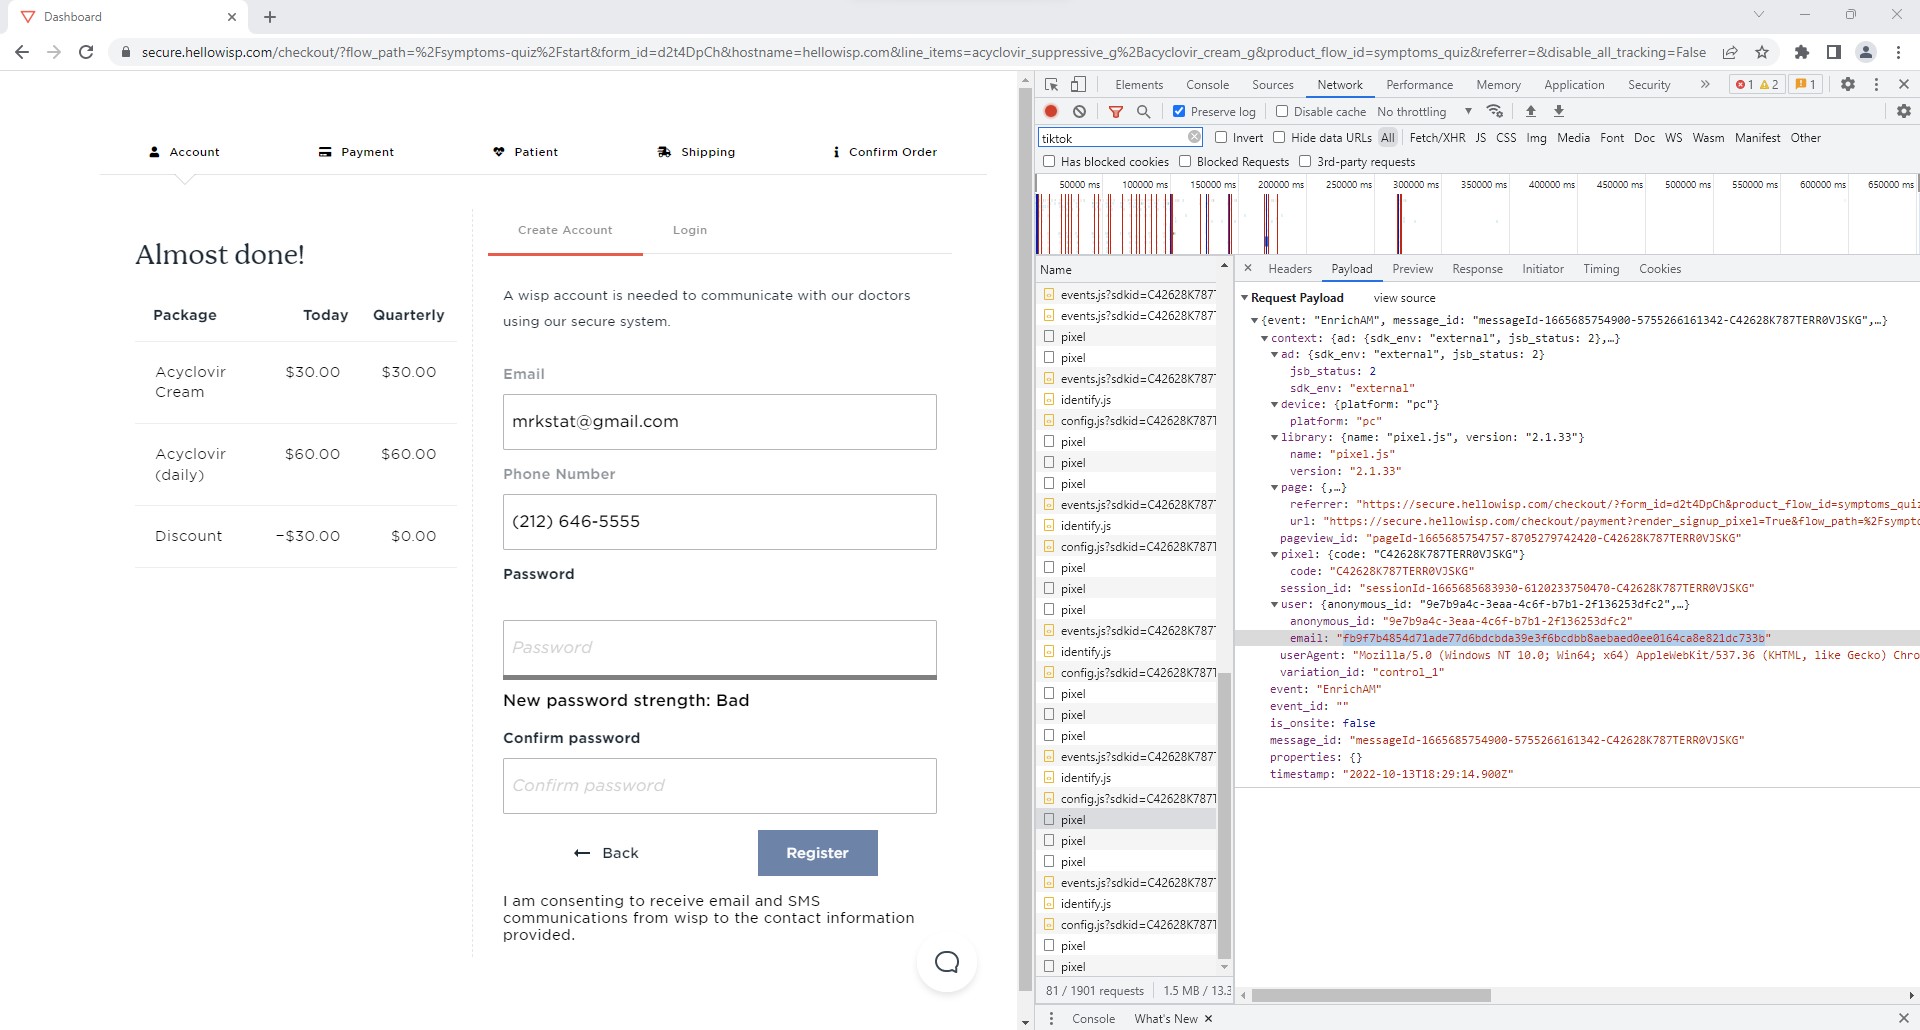 Dashboard
secure.hellowisp.com/checkout/?flow_path=%2Fsymptoms-quiz%2Fstart&form_id=d2t4DpCh&hostname=hellowisp.com&line_items=acyclovir_suppressive_g%2Bacyclovir_cream_g&product_flow_id=symptoms_quiz&referrer=&disable_all_tracking=False
Account Payment Patient Shipping Confirm Order
Almost done!
Package Today Quarterly
Acyclovir Cream $30.00 $30.00
Acyclovir (daily) $60.00 $60.00
Discount −$30.00 $0.00
Create Account Login
A wisp account is needed to communicate with our doctors
using our secure system.
Email
mrkstat@gmail.com
Phone Number
(212) 646-5555
Password
Password
New password strength: Bad
Confirm password
Confirm password
Back Register
I am consenting to receive email and SMS
communications from wisp to the contact information
provided.
Elements Console Sources Network Performance Memory Application Security » 1 2 1
Preserve log Disable cache No throttling
tiktok Invert Hide data URLs All Fetch/XHR JS CSS Img Media Font Doc WS Wasm Manifest Other
Has blocked cookies Blocked Requests 3rd-party requests
50000 ms 100000 ms 150000 ms 200000 ms 250000 ms 300000 ms 350000 ms 400000 ms 450000 ms 500000 ms 550000 ms 600000 ms 650000 ms
Name
events.js?sdkid=C42628K787
events.js?sdkid=C42628K787
pixel
pixel
events.js?sdkid=C42628K787
identify.js
config.js?sdkid=C42628K787
pixel
pixel
pixel
events.js?sdkid=C42628K787
identify.js
config.js?sdkid=C42628K787
pixel
pixel
pixel
events.js?sdkid=C42628K787
identify.js
config.js?sdkid=C42628K787
pixel
pixel
pixel
events.js?sdkid=C42628K787
identify.js
config.js?sdkid=C42628K787
pixel
pixel
pixel
events.js?sdkid=C42628K787
identify.js
config.js?sdkid=C42628K787
pixel
pixel
81 / 1901 requests 1.5 MB / 13.3
Headers Payload Preview Response Initiator Timing Cookies
Request Payload view source
{event: "EnrichAM", message_id: "messageId-1665685754900-5755266161342-C42628K787TERR0VJSKG",…}
context: {ad: {sdk_env: "external", jsb_status: 2},…}
ad: {sdk_env: "external", jsb_status: 2}
jsb_status: 2
sdk_env: "external"
device: {platform: "pc"}
platform: "pc"
library: {name: "pixel.js", version: "2.1.33"}
name: "pixel.js"
version: "2.1.33"
page: {,…}
referrer: "https://secure.hellowisp.com/checkout/?form_id=d2t4DpCh&product_flow_id=symptoms_quiz
url: "https://secure.hellowisp.com/checkout/payment?render_signup_pixel=True&flow_path=%2Fsympto
pageview_id: "pageId-1665685754757-8705279742420-C42628K787TERR0VJSKG"
pixel: {code: "C42628K787TERR0VJSKG"}
code: "C42628K787TERR0VJSKG"
session_id: "sessionId-1665685683930-6120233750470-C42628K787TERR0VJSKG"
user: {anonymous_id: "9e7b9a4c-3eaa-4c6f-b7b1-2f136253dfc2",…}
anonymous_id: "9e7b9a4c-3eaa-4c6f-b7b1-2f136253dfc2"
email: "fb9f7b4854d71ade77d6bdcbda39e3f6bcdbb8aebaed0ee0164ca8e821dc733b"
userAgent: "Mozilla/5.0 (Windows NT 10.0; Win64; x64) AppleWebKit/537.36 (KHTML, like Gecko) Chro
variation_id: "control_1"
event: "EnrichAM"
event_id: ""
is_onsite: false
message_id: "messageId-1665685754900-5755266161342-C42628K787TERR0VJSKG"
properties: {}
timestamp: "2022-10-13T18:29:14.900Z"
Console What's New